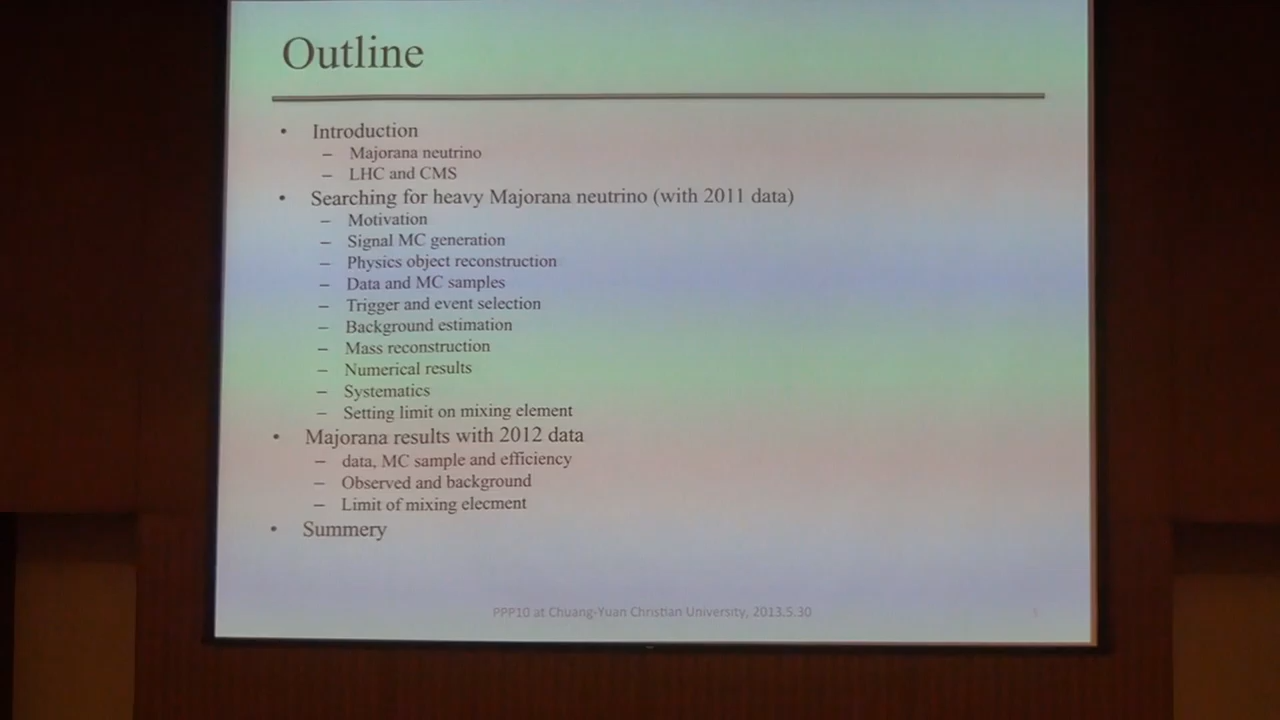 Outline
• Introduction
– Majorana neutrino
– LHC and CMS
• Searching for heavy Majorana neutrino (with 2011 data)
– Motivation
– Signal MC generation
– Physics object reconstruction
– Data and MC samples
– Trigger and event selection
– Background estimation
– Mass reconstruction
– Numerical results
– Systematics
– Setting limit on mixing element
• Majorana results with 2012 data
– data, MC sample and efficiency
– Observed and background
– Limit of mixing elecment
• Summery
PPP10 at Chuang-Yuan Christian University, 2013.5.30